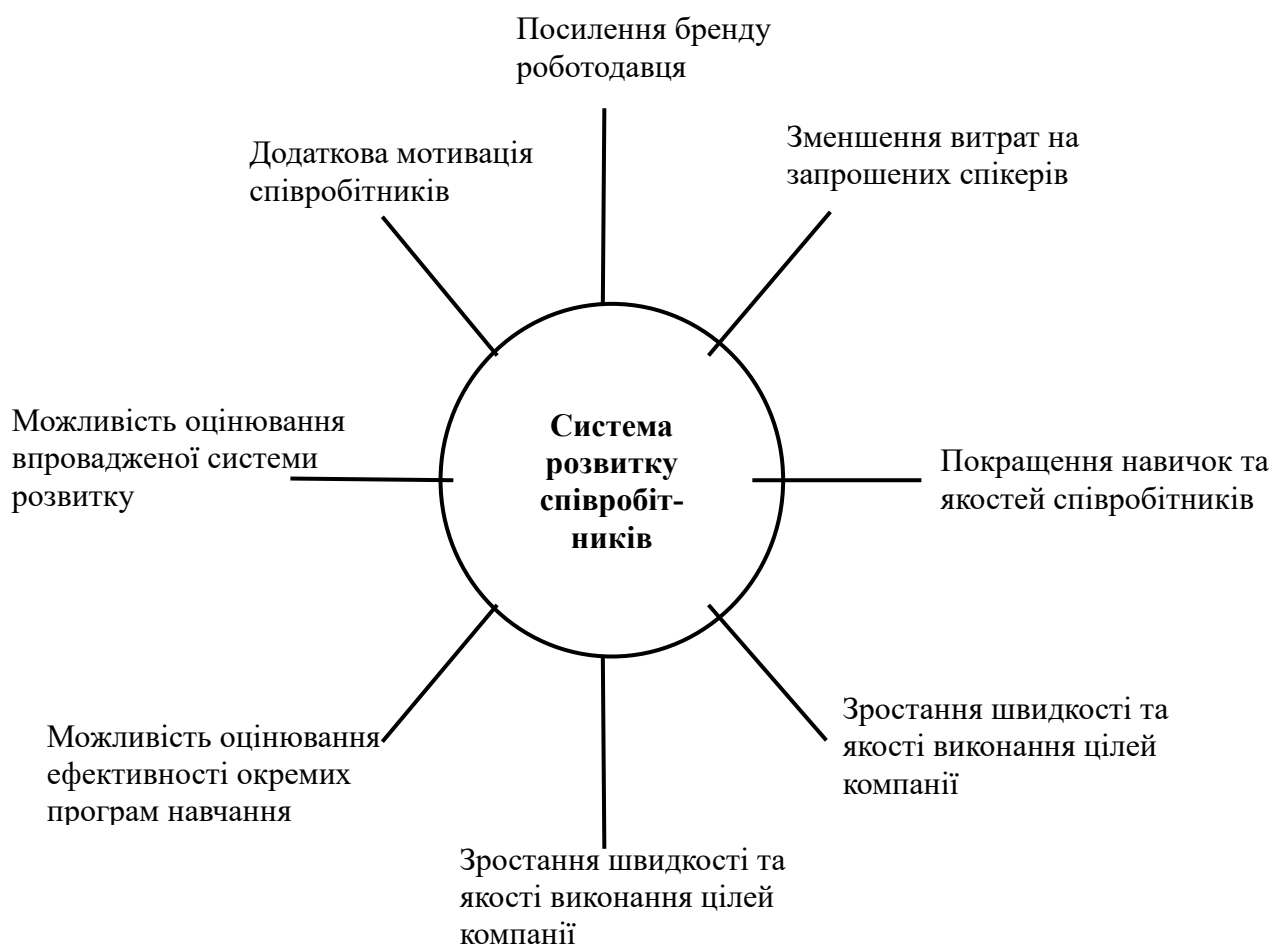 Посилення бренду
роботодавця
Додаткова мотивація
співробітників
Зменшення витрат на
запрошених спікерів
Можливість оцінювання
впровадженої системи
розвитку
Система
розвитку
співробіт-
ників
Покращення навичок та
якостей співробітників
Можливість оцінювання
ефективності окремих
програм навчання
Зростання швидкості та
якості виконання цілей
компанії
Зростання швидкості та
якості виконання цілей
компанії